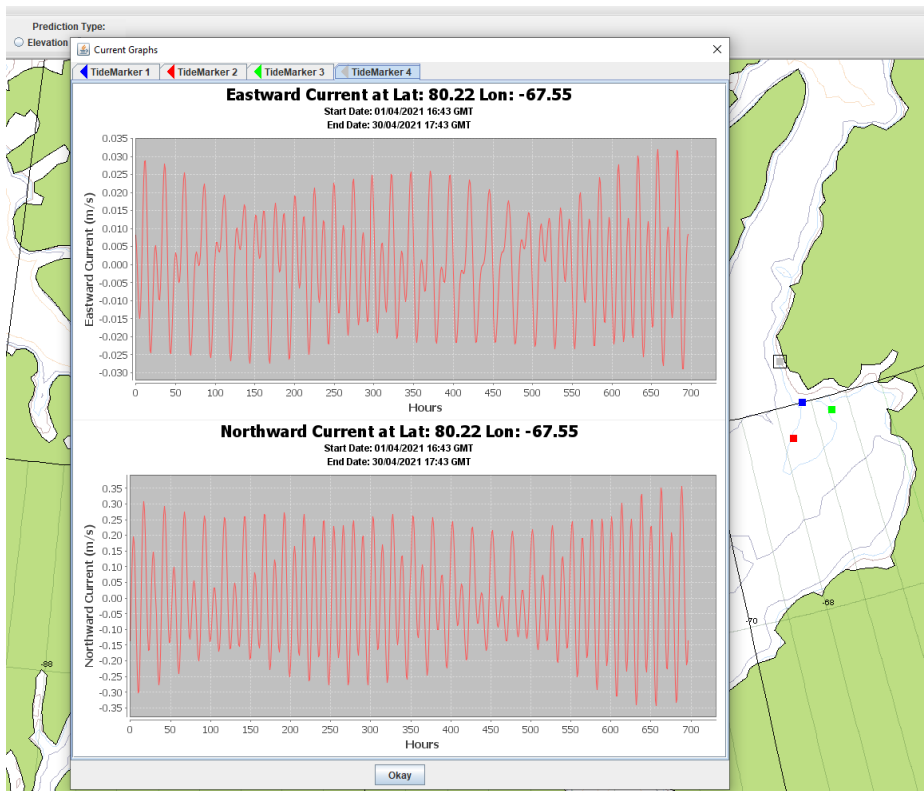 Prediction Type:
Elevation
Current Graphs
TideMarker 1
TideMarker 2
TideMarker 3
TideMarker 4
Eastward Current at Lat: 80.22 Lon: -67.55
Start Date: 01/04/2021 16:43 GMT
End Date: 30/04/2021 17:43 GMT
Eastward Current (m/s)
0.035
0.030
0.025
0.020
0.015
0.010
0.005
0.000
-0.005
-0.010
-0.015
-0.020
-0.025
-0.030
0 50 100 150 200 250 300 350 400 450 500 550 600 650 700
Hours
Northward Current at Lat: 80.22 Lon: -67.55
Start Date: 01/04/2021 16:43 GMT
End Date: 30/04/2021 17:43 GMT
Northward Current (m/s)
0.35
0.30
0.25
0.20
0.15
0.10
0.05
0.00
-0.05
-0.10
-0.15
-0.20
-0.25
-0.30
-0.35
0 50 100 150 200 250 300 350 400 450 500 550 600 650 700
Hours
Okay
-88
-70
-68